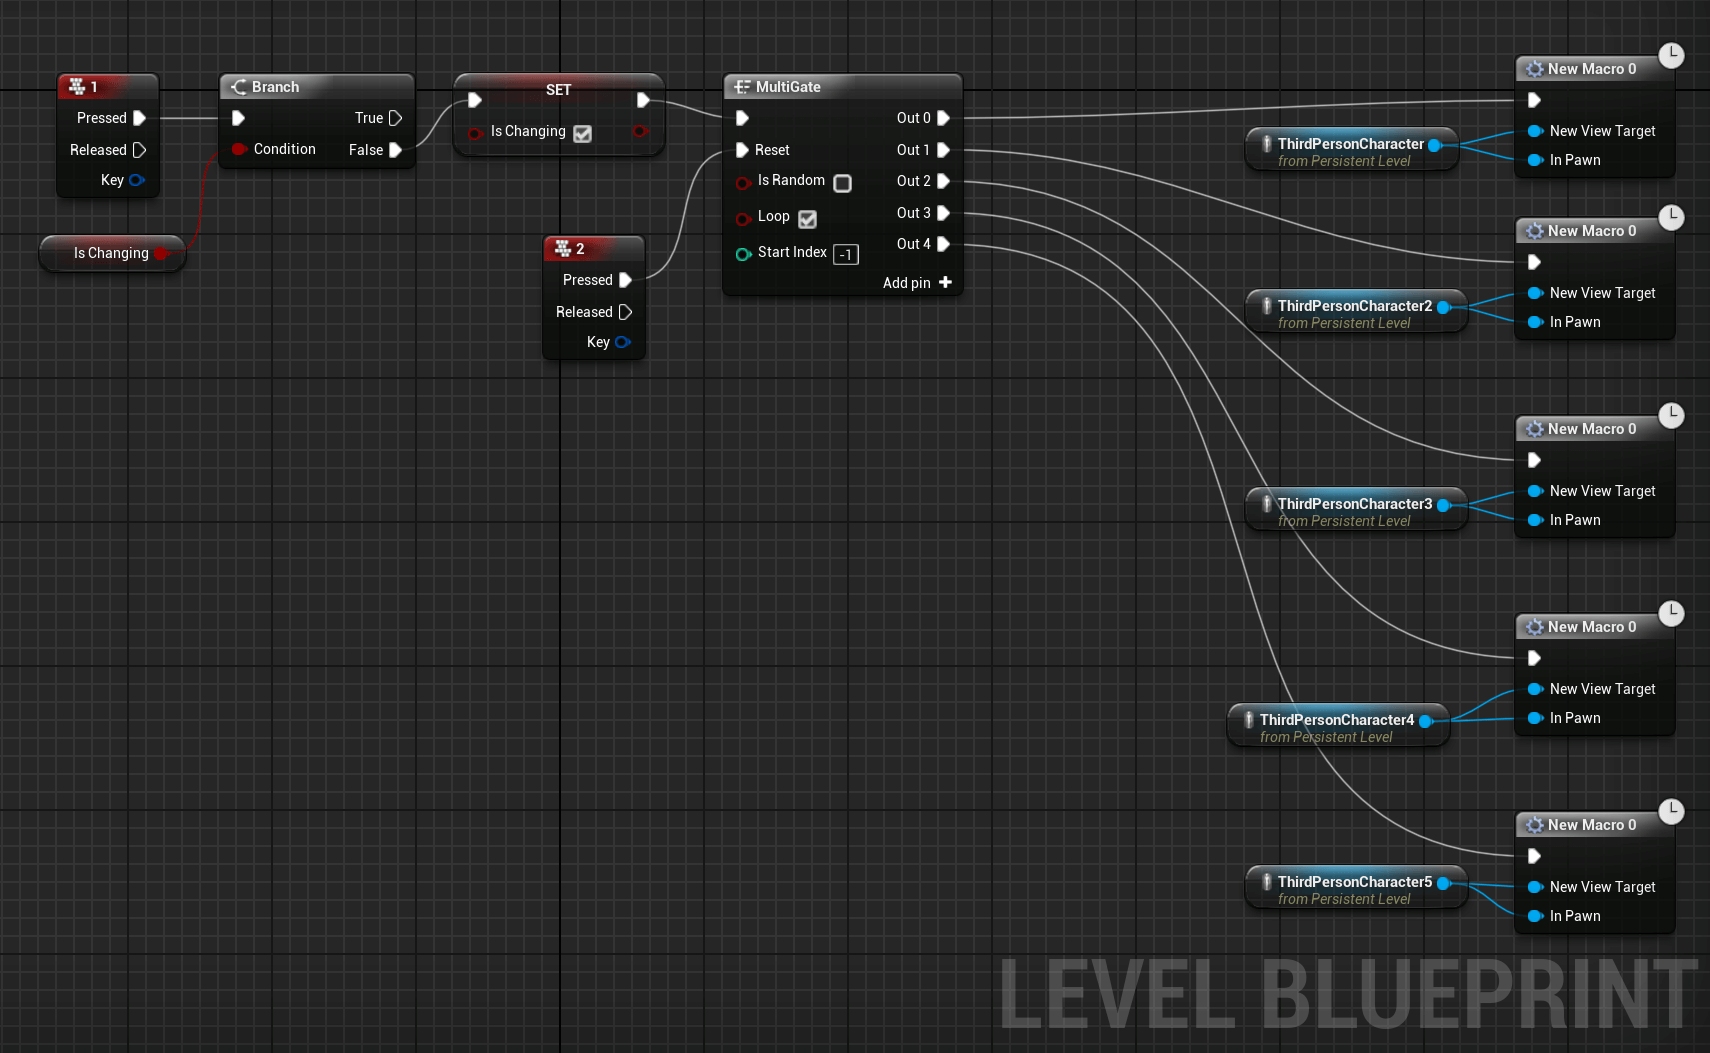 1
Pressed
Released
Key
Is Changing
Branch
True
Condition False
SET
Is Changing
2
Pressed
Released
Key
MultiGate
Out 0
Reset Out 1
Is Random Out 2
Loop Out 3
Start Index -1 Out 4
Add pin
New Macro 0
New View Target
In Pawn
ThirdPersonCharacter
from Persistent Level
New Macro 0
New View Target
In Pawn
ThirdPersonCharacter2
from Persistent Level
New Macro 0
New View Target
In Pawn
ThirdPersonCharacter3
from Persistent Level
New Macro 0
New View Target
In Pawn
ThirdPersonCharacter4
from Persistent Level
New Macro 0
New View Target
In Pawn
ThirdPersonCharacter5
from Persistent Level
LEVEL BLUEPRINT